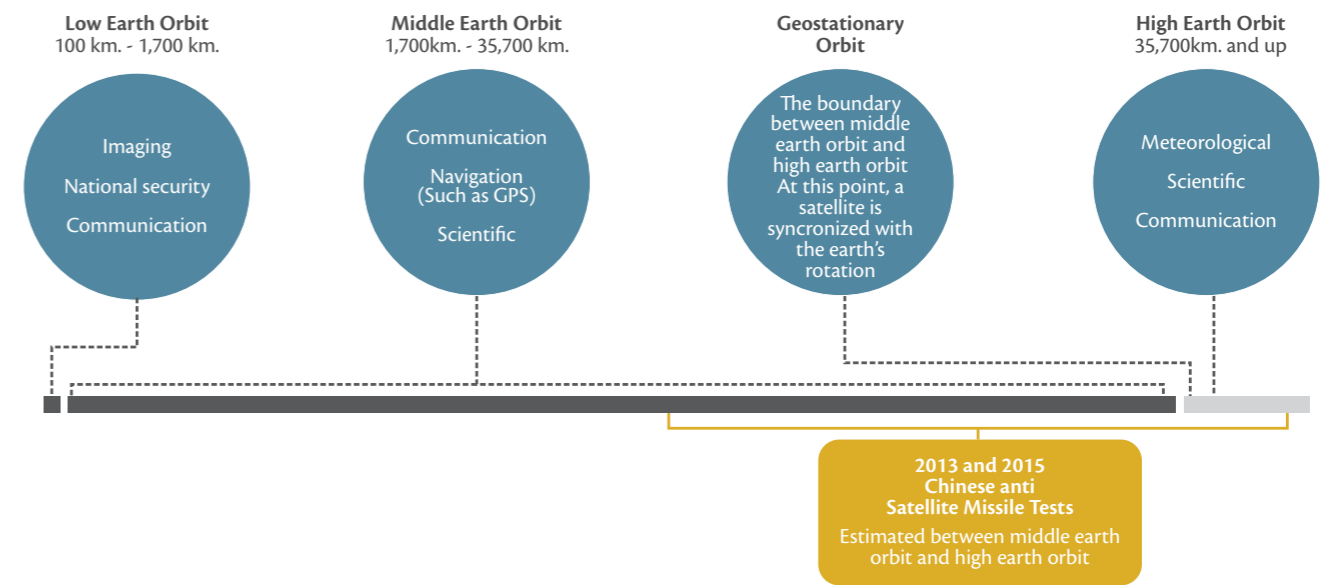 Low Earth Orbit
100 km. - 1,700 km.
Imaging
National security
Communication
Middle Earth Orbit
1,700km. - 35,700 km.
Communication
Navigation
(Such as GPS)
Scientific
Geostationary
Orbit
The boundary
between middle
earth orbit and
high earth orbit
At this point, a
satellite is
syncronized with
the earth’s
rotation
High Earth Orbit
35,700km. and up
Meteorological
Scientific
Communication
2013 and 2015
Chinese anti
Satellite Missile Tests
Estimated between middle earth
orbit and high earth orbit